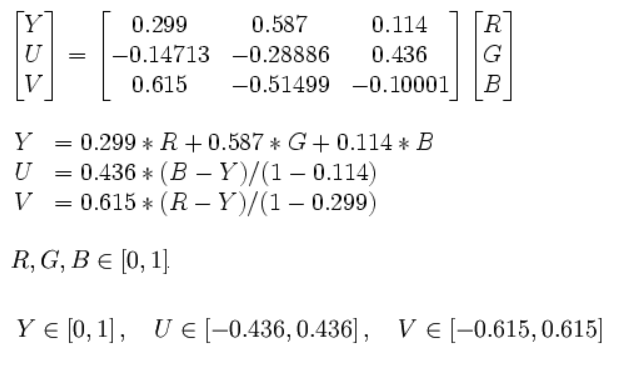 [Y] = [0.299 0.587 0.114] [R]
[U] = [−0.14713 −0.28886 0.436] [G]
[V] = [0.615 −0.51499 −0.10001] [B]
Y = 0.299 ∗ R + 0.587 ∗ G + 0.114 ∗ B
U = 0.436 ∗ (B − Y)/(1 − 0.114)
V = 0.615 ∗ (R − Y)/(1 − 0.299)
R, G, B ∈ [0, 1]
Y ∈ [0, 1], U ∈ [−0.436, 0.436], V ∈ [−0.615, 0.615]